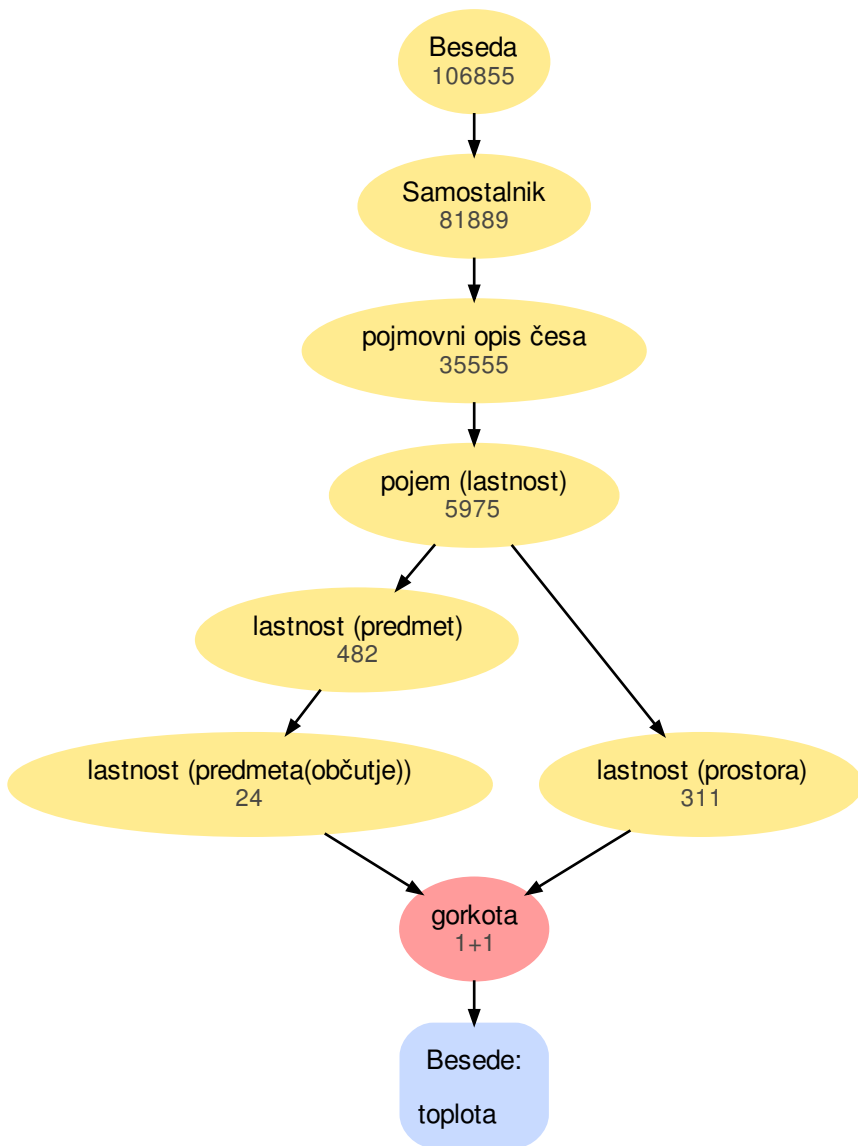 Beseda
106855
Samostalnik
81889
pojmovni opis česa
35555
pojem (lastnost)
5975
lastnost (predmet)
482
lastnost (predmeta(občutje))
24
lastnost (prostora)
311
gorkota
1+1
Besede:
toplota